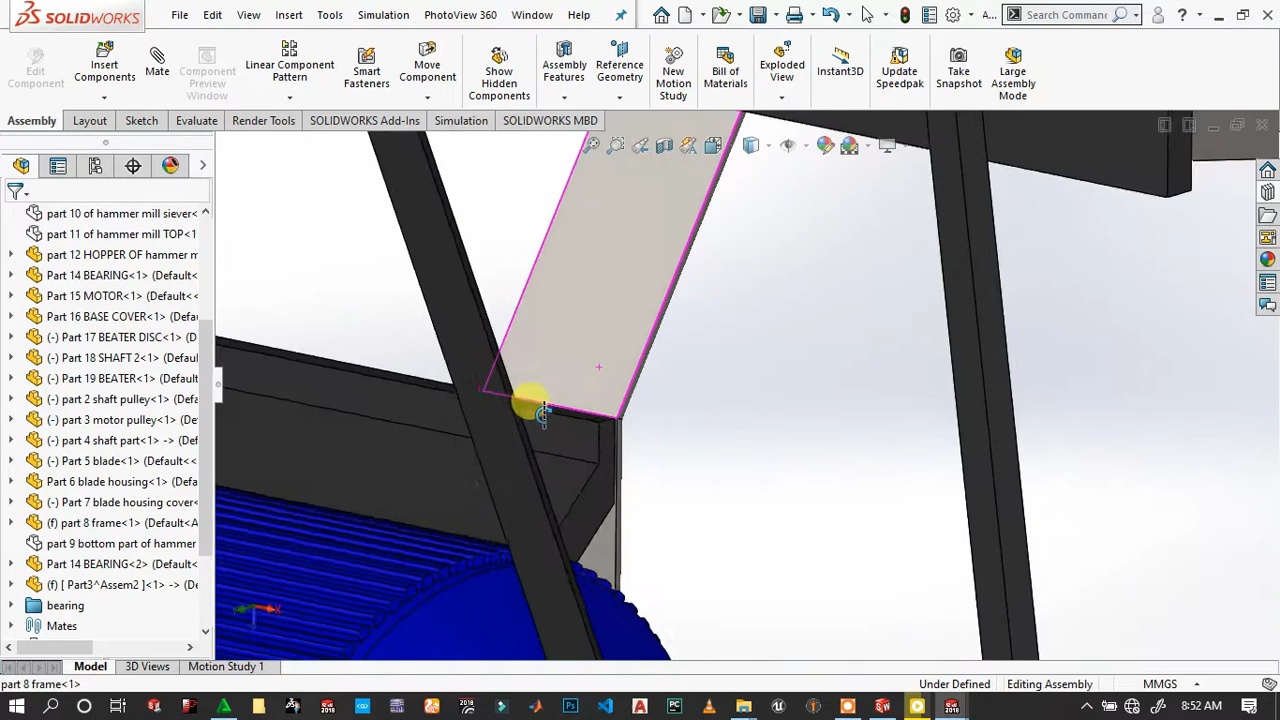 SOLIDWORKS File Edit View Insert Tools Simulation PhotoView 360 Window Help A... Search Commands
Edit Component
Insert Components
Mate
Component Preview Window
Linear Component Pattern
Smart Fasteners
Move Component
Show Hidden Components
Assembly Features
Reference Geometry
New Motion Study
Bill of Materials
Exploded View
Instant3D
Update Speedpak
Take Snapshot
Large Assembly Mode
Assembly Layout Sketch Evaluate Render Tools SOLIDWORKS Add-Ins Simulation SOLIDWORKS MBD
part 10 of hammer mill siever<
part 11 of hammer mill TOP<1
part 12 HOPPER OF hammer m
Part 14 BEARING<1> (Default<
Part 15 MOTOR<1> (Default<<
Part 16 BASE COVER<1> (Defau
(-) Part 17 BEATER DISC<1> (D
(-) Part 18 SHAFT 2<1> (Defaul
(-) Part 19 BEATER<1> (Default
(-) part 2 shaft pulley<1> (Defa
(-) part 3 motor pulley<1> (Def
(-) part 4 shaft part<1> -> (De
(-) Part 5 blade<1> (Default<<
Part 6 blade housing<1> (Defa
(-) Part 7 blade housing cover<
(f) part 8 frame<1> (Default<A
part 9 bottom part of hammer
Part 14 BEARING<2> (Default<
(f) [ Part3^Assem2 ]<1> -> (De
bearing
Mates
Model 3D Views Motion Study 1
part 8 frame<1> Under Defined Editing Assembly MMGS
8:52 AM